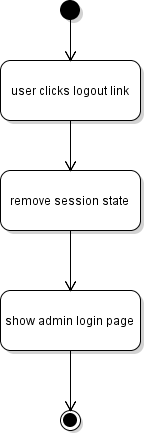 user clicks logout link
remove session state
show admin login page